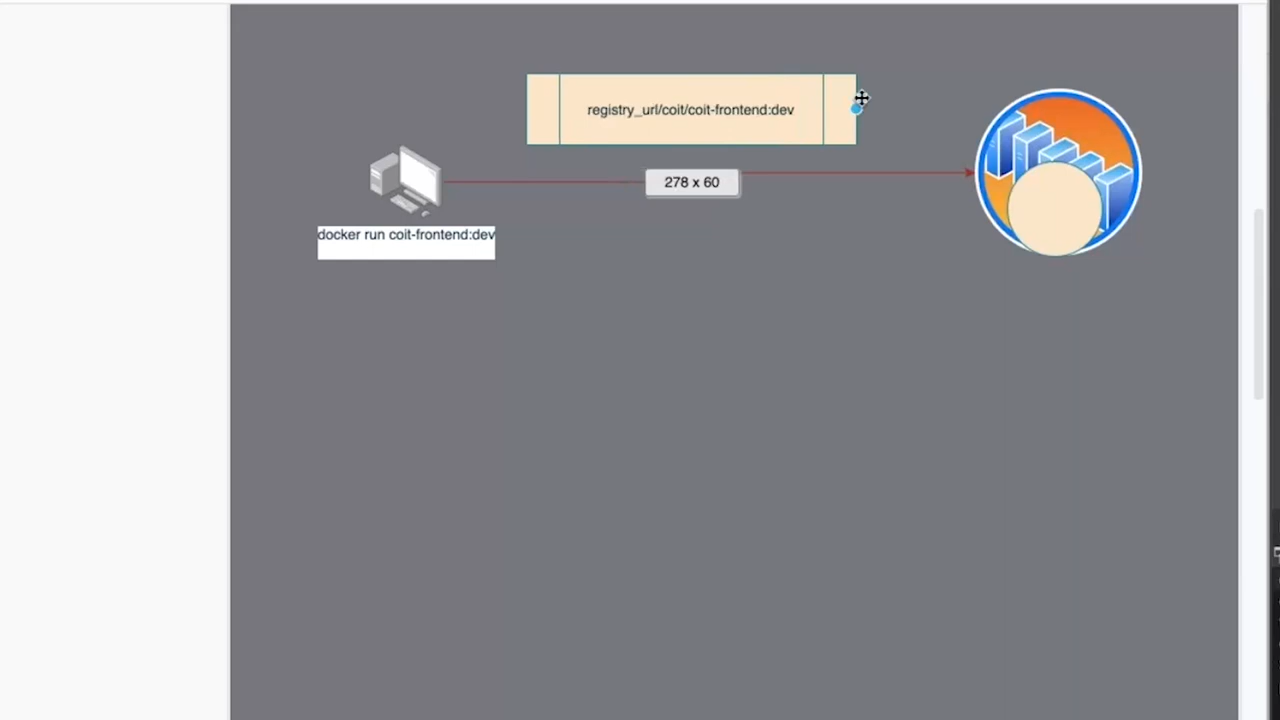 registry_url/coit/coit-frontend:dev
278 x 60
docker run coit-frontend:dev